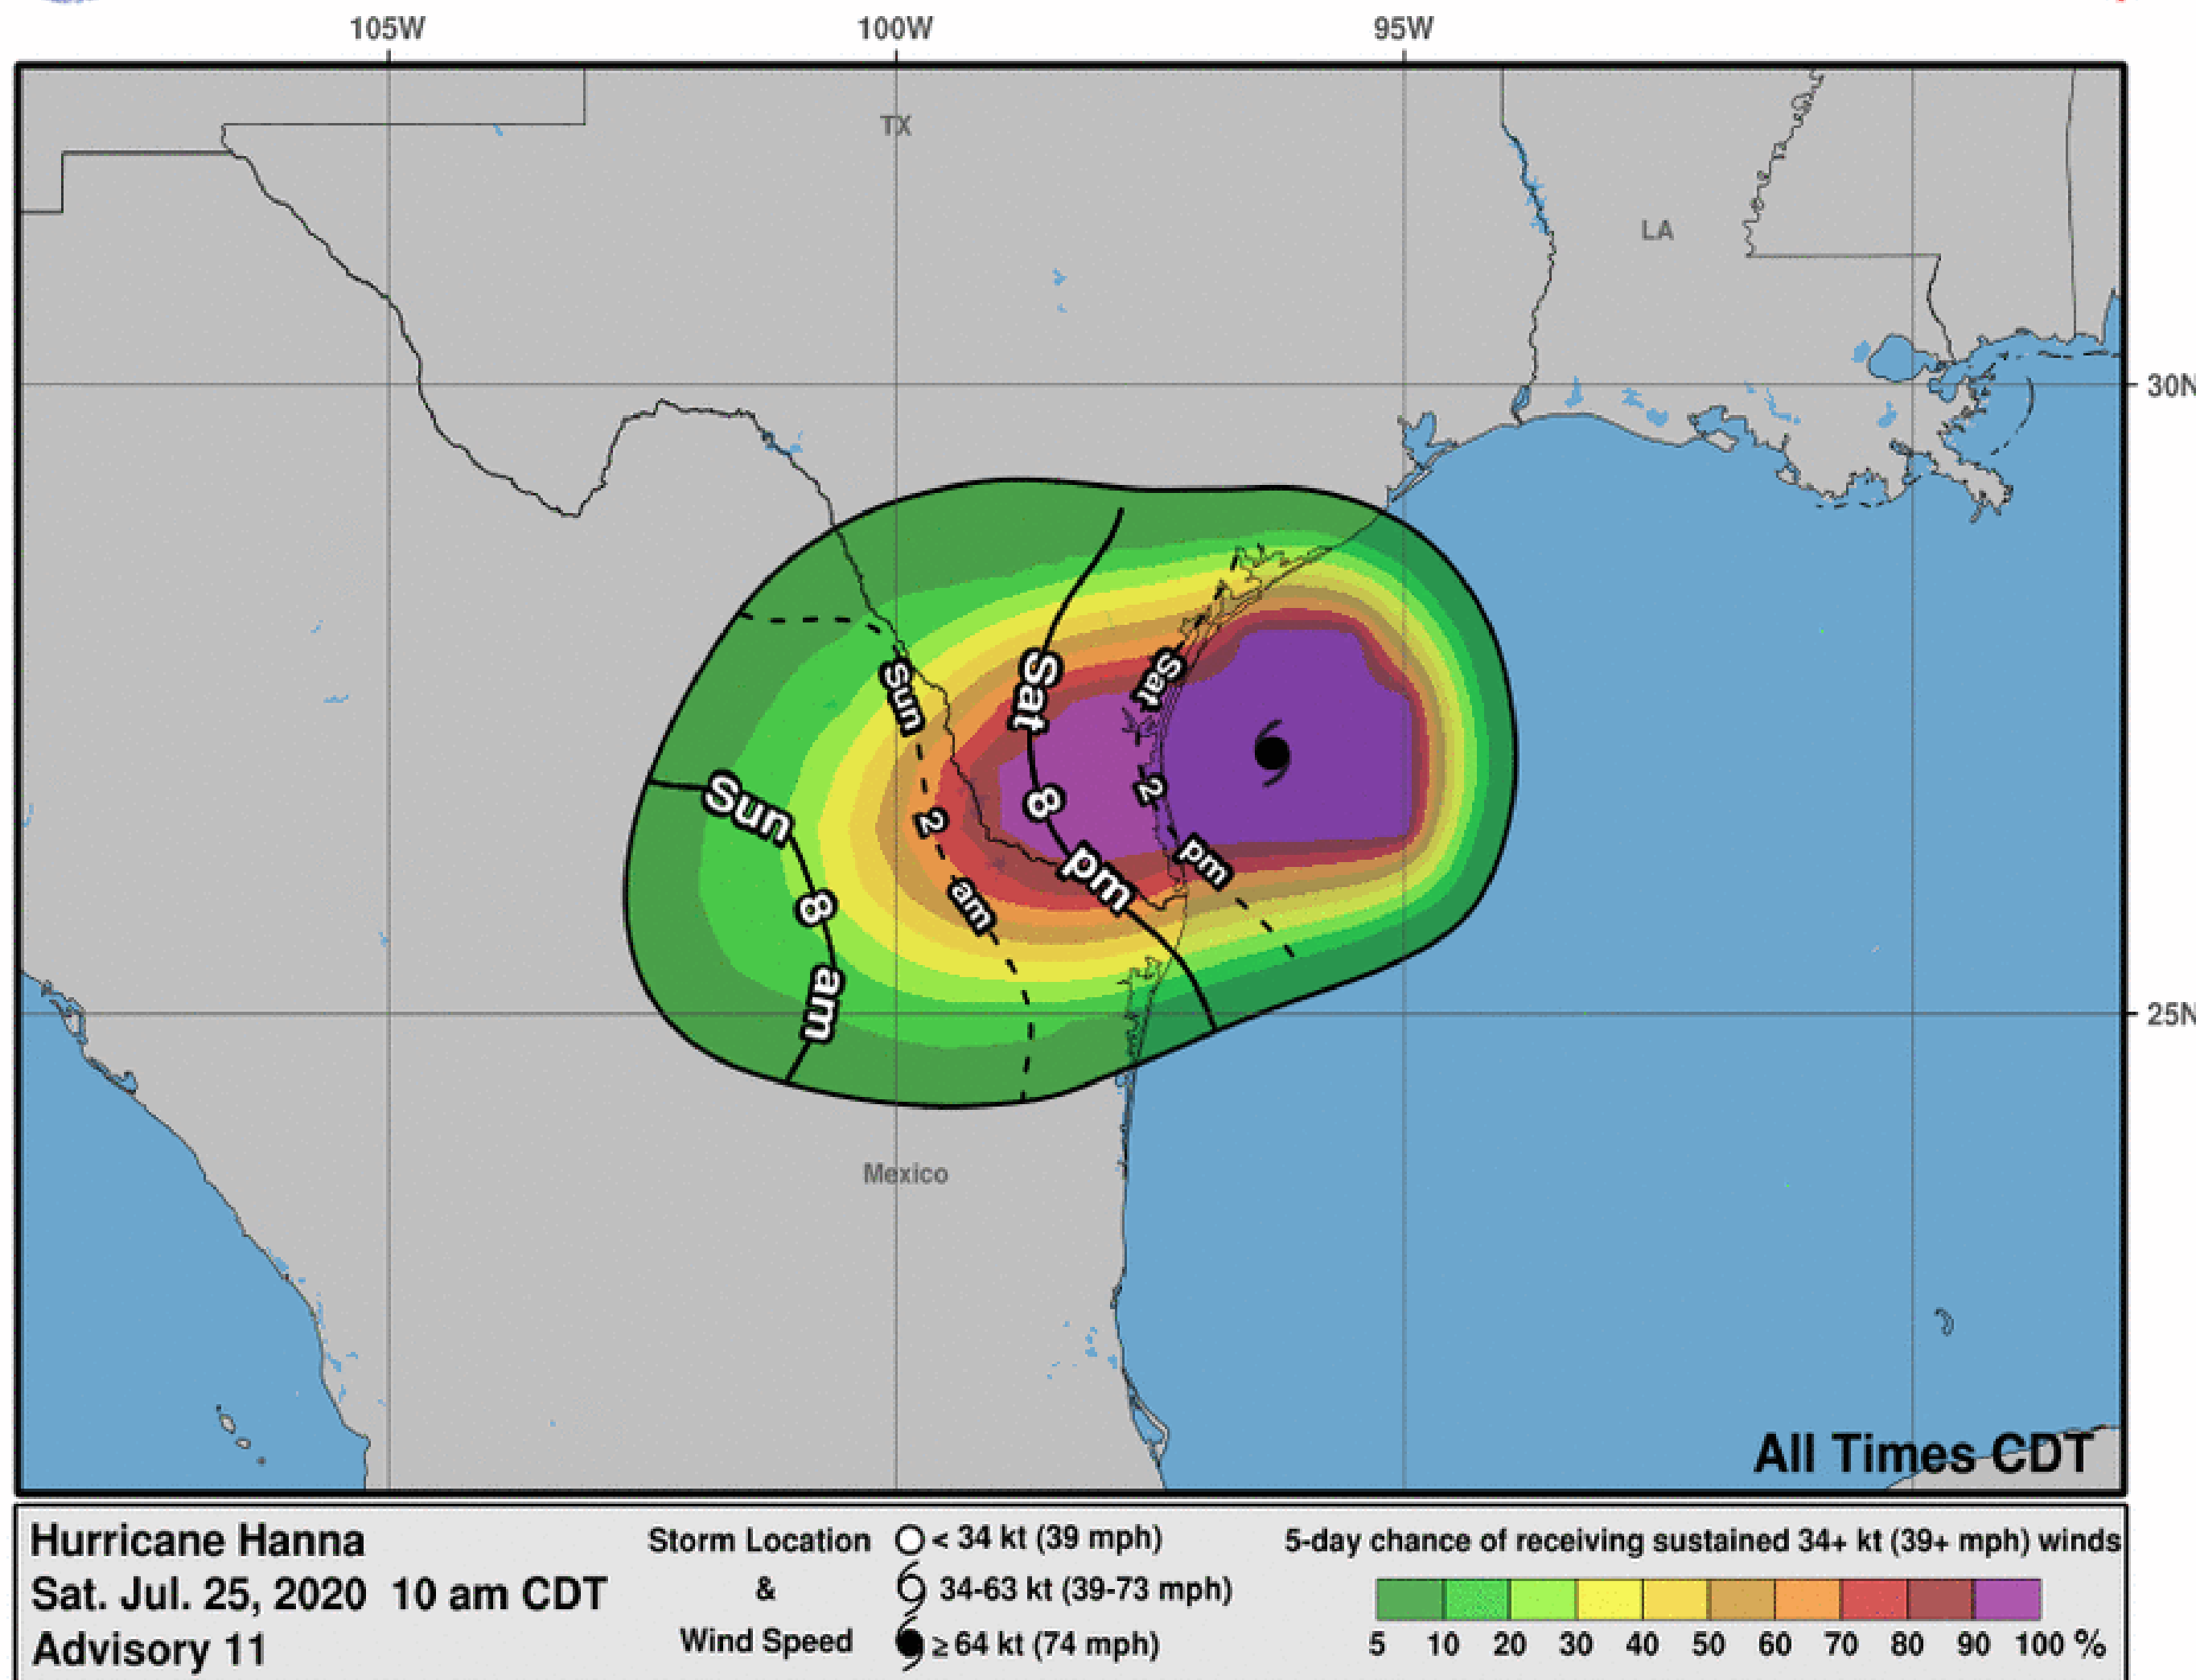 105W 100W 95W
TX
LA
30N
Sat
Sat
Sun
Sun
8
2
2
pm
pm
8
am
am
25N
Mexico
All Times CDT
Hurricane Hanna
Sat. Jul. 25, 2020 10 am CDT
Advisory 11
Storm Location
&
Wind Speed
< 34 kt (39 mph)
34-63 kt (39-73 mph)
≥ 64 kt (74 mph)
5-day chance of receiving sustained 34+ kt (39+ mph) winds
5 10 20 30 40 50 60 70 80 90 100 %